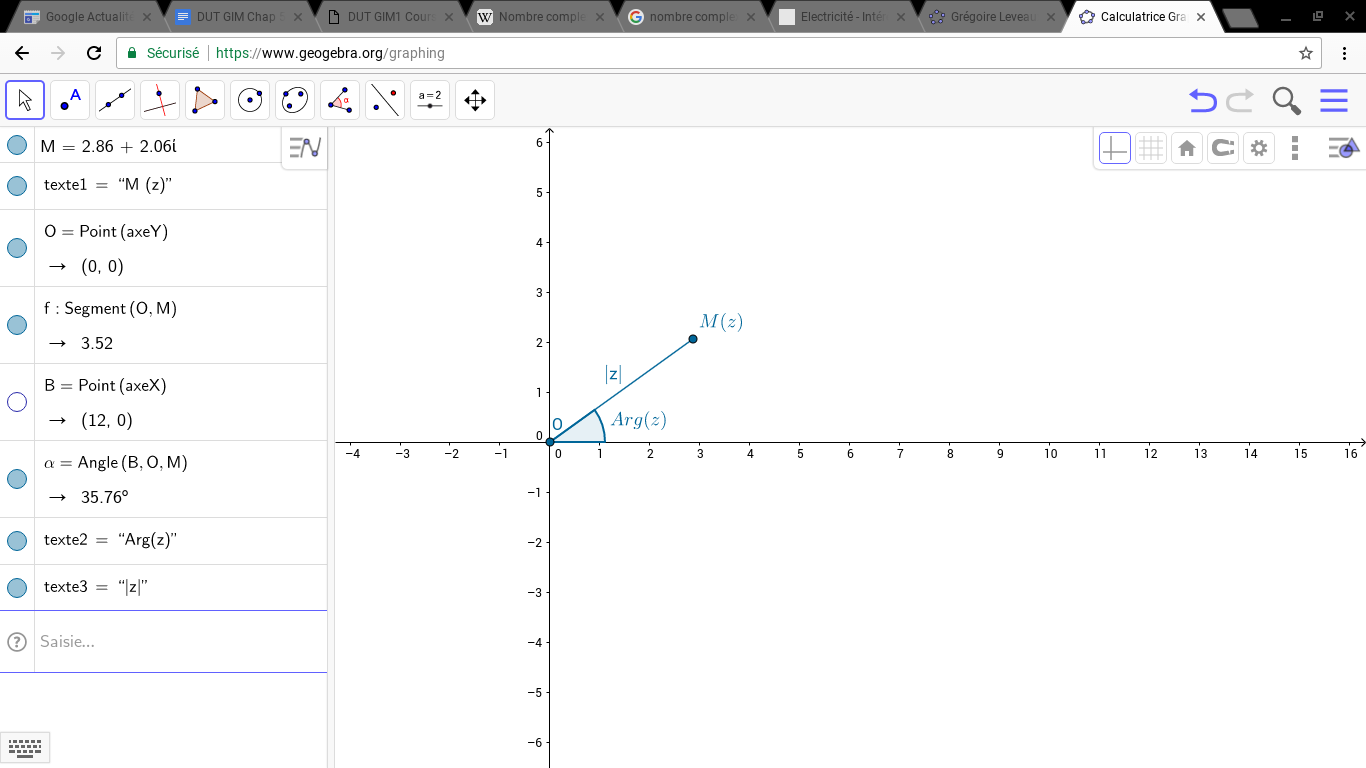 Google Actualité
DUT GIM Chap 5
DUT GIM1 Cours
Nombre comple
nombre comple
Electricité - Inté
Grégoire Leveau
Calculatrice Gra
Sécurisé
https://www.geogebra.org/graphing
A
α
a=2
M = 2.86 + 2.06i
texte1 = “M (z)”
O = Point (axeY)
→ (0, 0)
f : Segment (O, M)
→ 3.52
B = Point (axeX)
→ (12, 0)
α = Angle (B, O, M)
→ 35.76°
texte2 = “Arg(z)”
texte3 = “|z|”
Saisie...
6
5
4
3
2
1
0
−1
−2
−3
−4
−5
−6
M(z)
|z|
O
Arg(z)
−4 −3 −2 −1 0 1 2 3 4 5 6 7 8 9 10 11 12 13 14 15 16